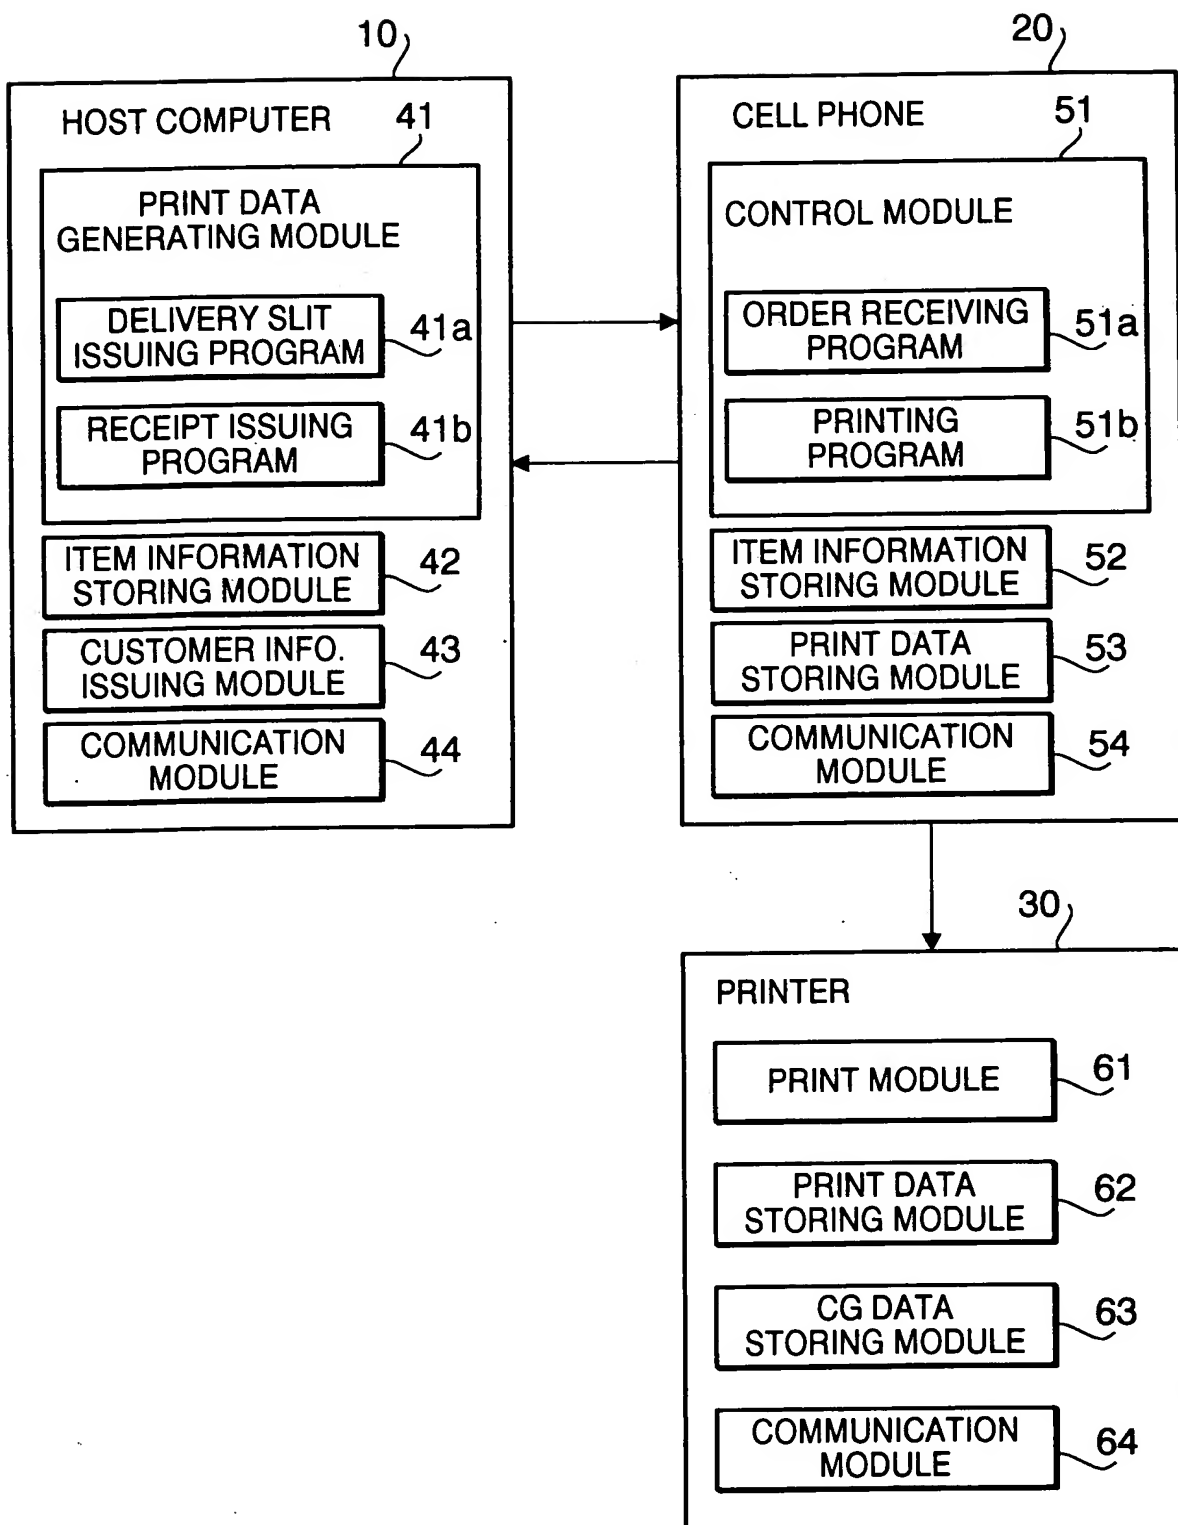 10
HOST COMPUTER
41
PRINT DATA
GENERATING MODULE
DELIVERY SLIT
ISSUING PROGRAM
41a
RECEIPT ISSUING
PROGRAM
41b
ITEM INFORMATION
STORING MODULE
42
CUSTOMER INFO.
ISSUING MODULE
43
COMMUNICATION
MODULE
44
20
CELL PHONE
51
CONTROL MODULE
ORDER RECEIVING
PROGRAM
51a
PRINTING
PROGRAM
51b
ITEM INFORMATION
STORING MODULE
52
PRINT DATA
STORING MODULE
53
COMMUNICATION
MODULE
54
30
PRINTER
PRINT MODULE
61
PRINT DATA
STORING MODULE
62
CG DATA
STORING MODULE
63
COMMUNICATION
MODULE
64